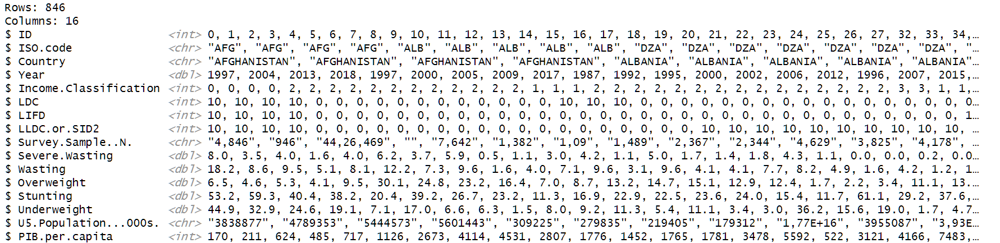 Rows: 846
Columns: 16
$ ID <int> 0, 1, 2, 3, 4, 5, 6, 7, 8, 9, 10, 11, 12, 13, 14, 15, 16, 17, 18, 19, 20, 21, 22, 23, 24, 25, 26, 27, 32, 33, 34,…
$ ISO.code <chr> "AFG", "AFG", "AFG", "AFG", "ALB", "ALB", "ALB", "ALB", "ALB", "DZA", "DZA", "DZA", "DZA", "DZA", "DZA", "DZA", "…
$ Country <chr> "AFGHANISTAN", "AFGHANISTAN", "AFGHANISTAN", "AFGHANISTAN", "ALBANIA", "ALBANIA", "ALBANIA", "ALBANIA", "ALBANIA"…
$ Year <dbl> 1997, 2004, 2013, 2018, 1997, 2000, 2005, 2009, 2017, 1987, 1992, 1995, 2000, 2002, 2006, 2012, 1996, 2007, 2015,…
$ Income.Classification <int> 0, 0, 0, 0, 2, 2, 2, 2, 2, 2, 2, 2, 2, 2, 2, 2, 1, 1, 1, 2, 2, 2, 2, 2, 2, 2, 2, 2, 2, 2, 2, 2, 2, 3, 3, 1, 1,…
$ LDC <int> 10, 10, 10, 10, 0, 0, 0, 0, 0, 0, 0, 0, 0, 0, 0, 0, 10, 10, 10, 0, 0, 0, 0, 0, 0, 0, 0, 0, 0, 0, 0, 0, 0, 0, 0, 0…
$ LIFD <int> 10, 10, 10, 10, 0, 0, 0, 0, 0, 0, 0, 0, 0, 0, 0, 0, 0, 0, 0, 0, 0, 0, 0, 0, 0, 0, 0, 0, 0, 0, 0, 0, 0, 0, 0, 0, 1…
$ LLDC.or.SID2 <int> 10, 10, 10, 10, 0, 0, 0, 0, 0, 0, 0, 0, 0, 0, 0, 0, 0, 0, 0, 10, 10, 10, 10, 10, 10, 10, 10, 10, 10, …
$ Survey.Sample..N. <chr> "4,846", "946", "44,26,469", "", "7,642", "1,382", "1,09", "1,489", "2,367", "2,344", "4,629", "3,825", "4,178", …
$ Severe.Wasting <dbl> 8.0, 3.5, 4.0, 1.6, 4.0, 6.2, 3.7, 5.9, 0.5, 1.1, 3.0, 4.2, 1.1, 5.0, 1.7, 1.4, 1.8, 4.3, 1.1, 0.0, 0.0, 0.2, 0.0…
$ Wasting <dbl> 18.2, 8.6, 9.5, 5.1, 8.1, 12.2, 7.3, 9.6, 1.6, 4.0, 7.1, 9.6, 3.1, 9.6, 4.1, 4.1, 7.7, 8.2, 4.9, 1.6, 4.2, 1.2, 1…
$ Overweight <dbl> 6.5, 4.6, 5.3, 4.1, 9.5, 30.1, 24.8, 23.2, 16.4, 7.0, 8.7, 13.2, 14.7, 15.1, 12.9, 12.4, 1.7, 2.2, 3.4, 11.1, 13.…
$ Stunting <dbl> 53.2, 59.3, 40.4, 38.2, 20.4, 39.2, 26.7, 23.2, 11.3, 16.9, 22.9, 22.5, 23.6, 24.0, 15.4, 11.7, 61.1, 29.2, 37.6,…
$ Underweight <dbl> 44.9, 32.9, 24.6, 19.1, 7.1, 17.0, 6.6, 6.3, 1.5, 8.0, 9.2, 11.3, 5.4, 11.1, 3.4, 3.0, 36.2, 15.6, 19.0, 1.7, 4.7…
$ U5.Population...000s. <chr> "3838877", "4789353", "5444573", "5601443", "309225", "279835", "219405", "179312", "1,77E+16", "3955087", "3,93E…
$ PIB.per.capita <int> 170, 211, 624, 485, 717, 1126, 2673, 4114, 4531, 2807, 1776, 1452, 1765, 1781, 3478, 5592, 522, 3121, 4166, 7483,…